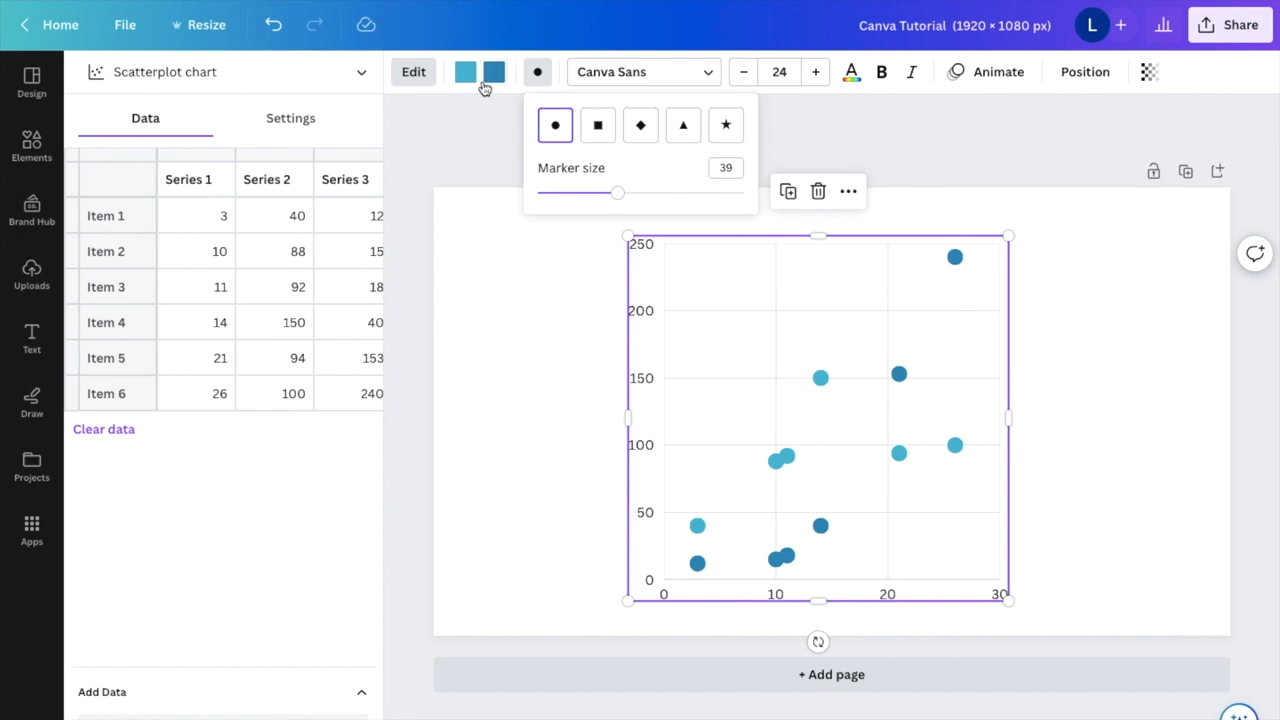 Home File Resize Canva Tutorial (1920 × 1080 px) L + Share
Scatterplot chart Edit Canva Sans – 24 + A B I Animate Position
Design
Elements
Brand Hub
Uploads
Text
Draw
Projects
Apps
Data Settings
Series 1 Series 2 Series 3
Item 1 3 40 12
Item 2 10 88 15
Item 3 11 92 18
Item 4 14 150 40
Item 5 21 94 153
Item 6 26 100 240
Clear data
Add Data
Marker size 39
250
200
150
100
50
0
0 10 20 30
+ Add page